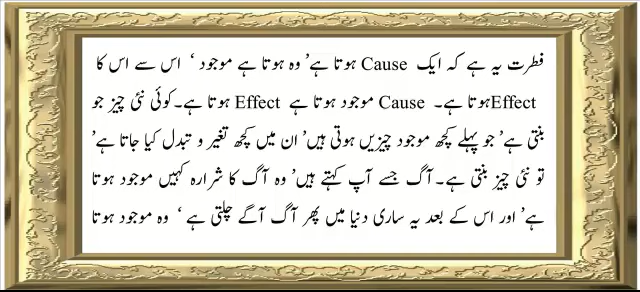 فطرت یہ ہے کہ ایک Cause ہوتا ہے’ وہ ہوتا ہے موجود ‘ اس سے اس کا
Effect ہوتا ہے۔ Cause موجود ہوتا ہے Effect ہوتا ہے۔کوئی نئی چیز جو
بنتی ہے’ جو پہلے کچھ موجود چیزیں ہوتی ہیں’ ان میں کچھ تغیر و تبدل کیا جاتا ہے’
تو نئی چیز بنتی ہے۔آگ جسے آپ کہتے ہیں’ وہ آگ کا شرارہ کہیں موجود ہوتا
ہے’ اور اس کے بعد یہ ساری دنیا میں پھر آگ آگے چلتی ہے ‘ وہ موجود ہوتا